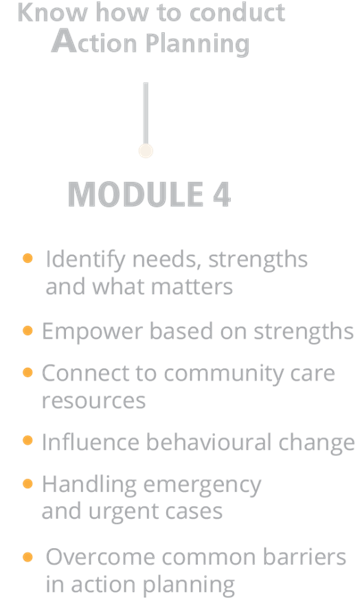 Know how to conduct
Action Planning
MODULE 4
Identify needs, strengths
and what matters
Empower based on strengths
Connect to community care
resources
Influence behavioural change
Handling emergency
and urgent cases
Overcome common barriers
in action planning